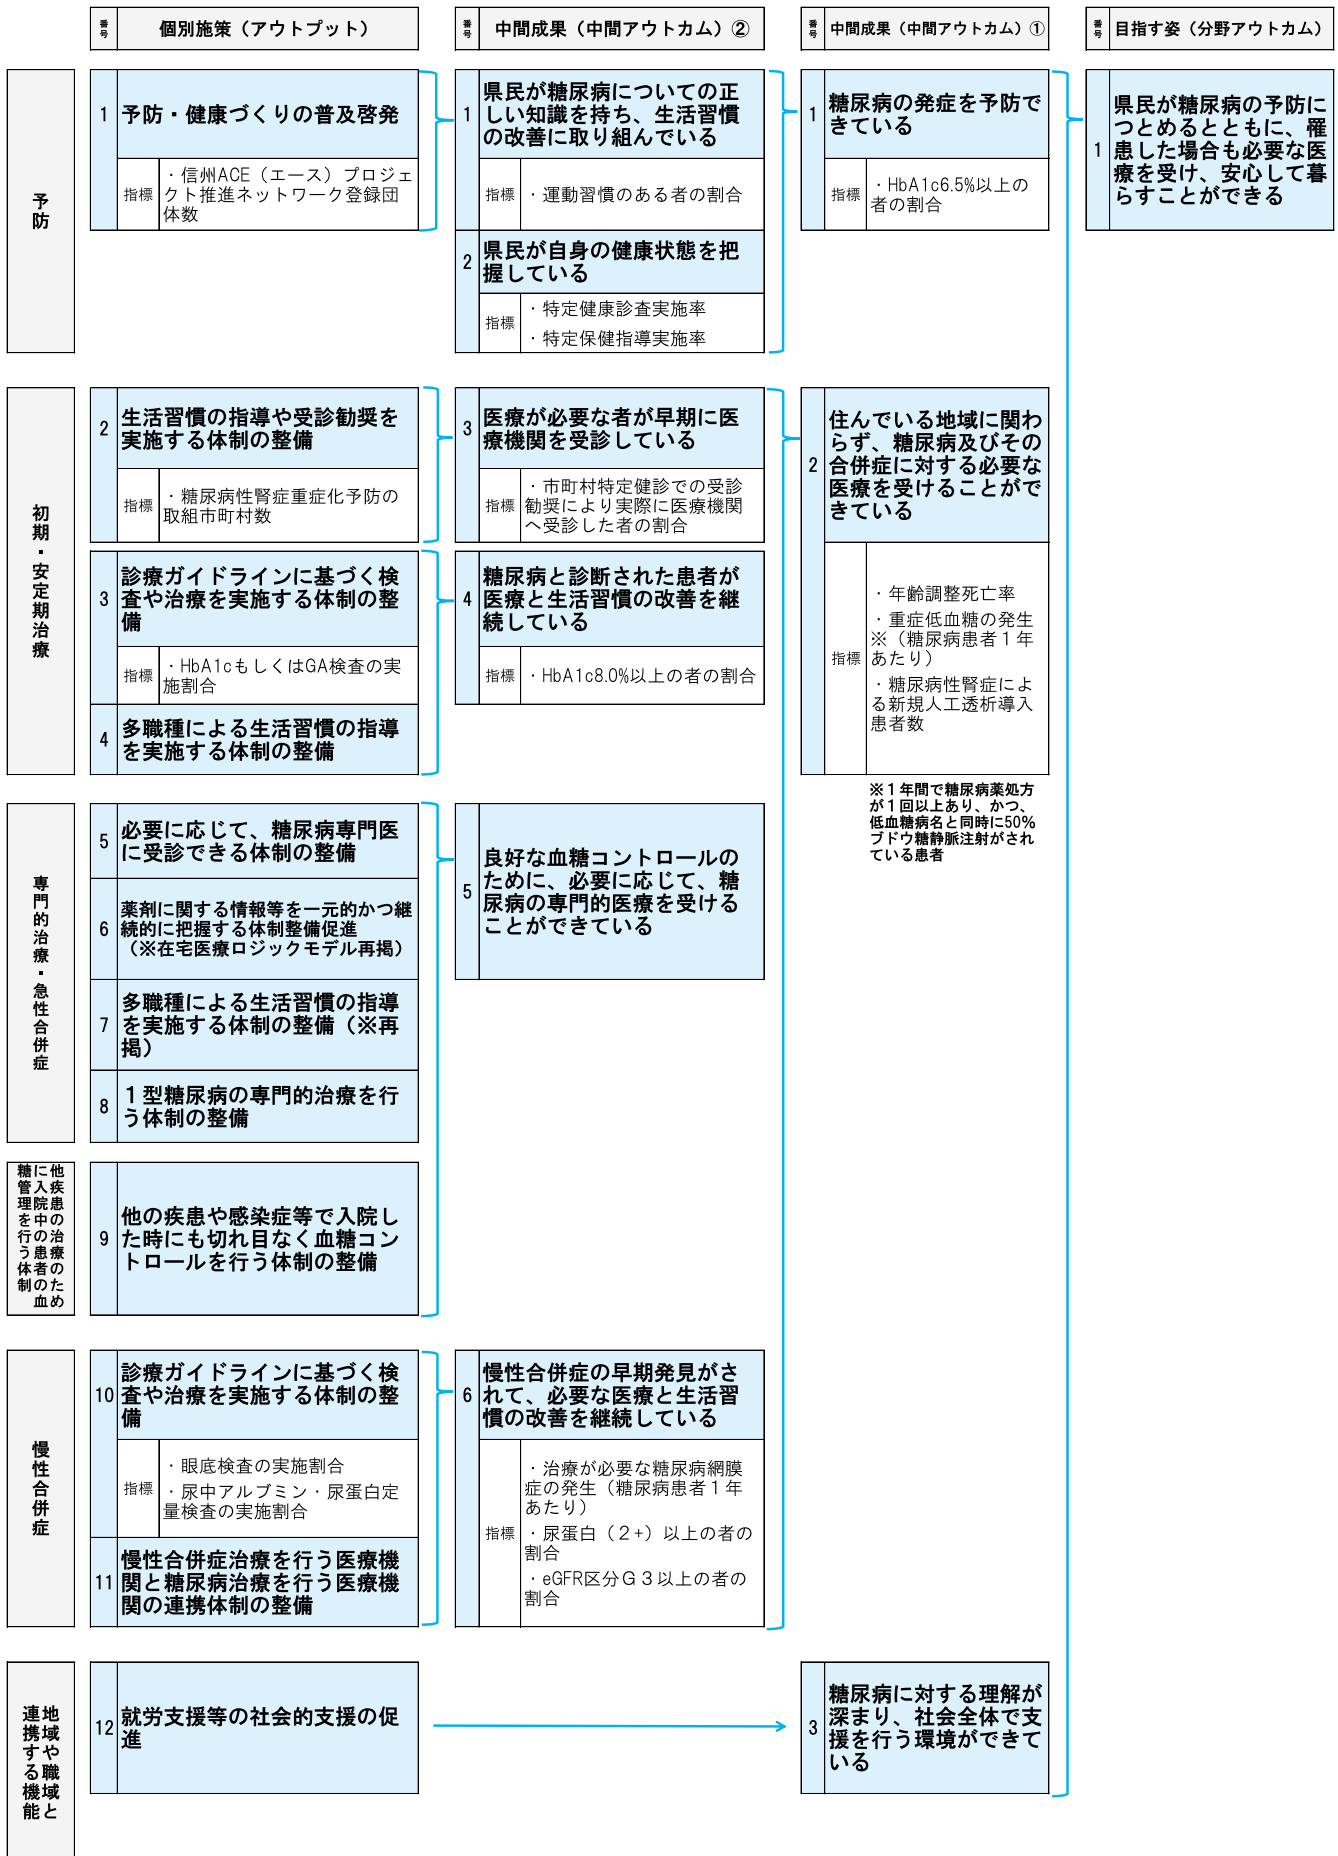 番号
個別施策（アウトプット）
番号
中間成果（中間アウトカム）②
番号
中間成果（中間アウトカム）①
番号
目指す姿（分野アウトカム）
予防
1
予防・健康づくりの普及啓発
指標
・信州ACE（エース）プロジェ
クト推進ネットワーク登録団
体数
1
県民が糖尿病についての正
しい知識を持ち、生活習慣
の改善に取り組んでいる
指標
・運動習慣のある者の割合
2
県民が自身の健康状態を把
握している
指標
・特定健康診査実施率
・特定保健指導実施率
1
糖尿病の発症を予防で
きている
指標
・HbA1c6.5%以上の
者の割合
1
県民が糖尿病の予防に
つとめるとともに、罹
患した場合も必要な医
療を受け、安心して暮
らすことができる
初期・安定期治療
2
生活習慣の指導や受診勧奨を
実施する体制の整備
指標
・糖尿病性腎症重症化予防の
取組市町村数
3
診療ガイドラインに基づく検
査や治療を実施する体制の整
備
指標
・HbA1cもしくはGA検査の実
施割合
4
多職種による生活習慣の指導
を実施する体制の整備
3
医療が必要な者が早期に医
療機関を受診している
指標
・市町村特定健診での受診
勧奨により実際に医療機関
へ受診した者の割合
4
糖尿病と診断された患者が
医療と生活習慣の改善を継
続している
指標
・HbA1c8.0%以上の者の割合
2
住んでいる地域に関わ
らず、糖尿病及びその
合併症に対する必要な
医療を受けることがで
きている
指標
・年齢調整死亡率
・重症低血糖の発生
※（糖尿病患者１年
あたり）
・糖尿病性腎症によ
る新規人工透析導入
患者数
※１年間で糖尿病薬処方
が１回以上あり、かつ、
低血糖病名と同時に50%
ブドウ糖静脈注射がされ
ている患者
専門的治療・急性合併症
5
必要に応じて、糖尿病専門医
に受診できる体制の整備
6
薬剤に関する情報等を一元的かつ継
続的に把握する体制整備促進
（※在宅医療ロジックモデル再掲）
7
多職種による生活習慣の指導
を実施する体制の整備（※再
掲）
8
１型糖尿病の専門的治療を行
う体制の整備
5
良好な血糖コントロールの
ために、必要に応じて、糖
尿病の専門的医療を受ける
ことができている
他疾患の治療のため
に入院中の患者の血
糖管理を行う体制
9
他の疾患や感染症等で入院し
た時にも切れ目なく血糖コン
トロールを行う体制の整備
慢性合併症
10
診療ガイドラインに基づく検
査や治療を実施する体制の整
備
指標
・眼底検査の実施割合
・尿中アルブミン・尿蛋白定
量検査の実施割合
11
慢性合併症治療を行う医療機
関と糖尿病治療を行う医療機
関の連携体制の整備
6
慢性合併症の早期発見がさ
れて、必要な医療と生活習
慣の改善を継続している
指標
・治療が必要な糖尿病網膜
症の発生（糖尿病患者１年
あたり）
・尿蛋白（２+）以上の者の
割合
・eGFR区分Ｇ３以上の者の
割合
地域や職域と
連携する機能
12
就労支援等の社会的支援の促
進
3
糖尿病に対する理解が
深まり、社会全体で支
援を行う環境ができて
いる